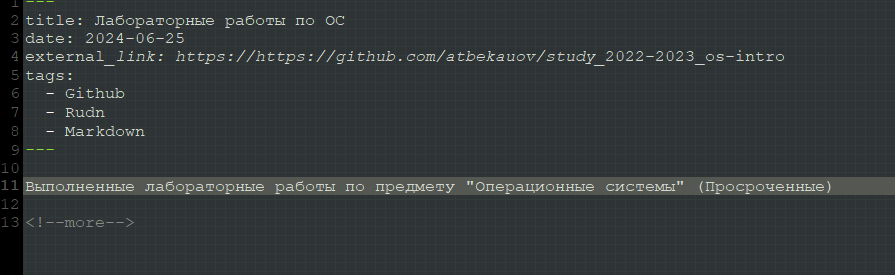 1 ---
2 title: Лабораторные работы по ОС
3 date: 2024-06-25
4 external_link: https://https://github.com/atbekauov/study_2022-2023_os-intro
5 tags:
6   - Github
7   - Rudn
8   - Markdown
9 ---
10
11 Выполненные лабораторные работы по предмету "Операционные системы" (Просроченные)
12
13 <!--more-->